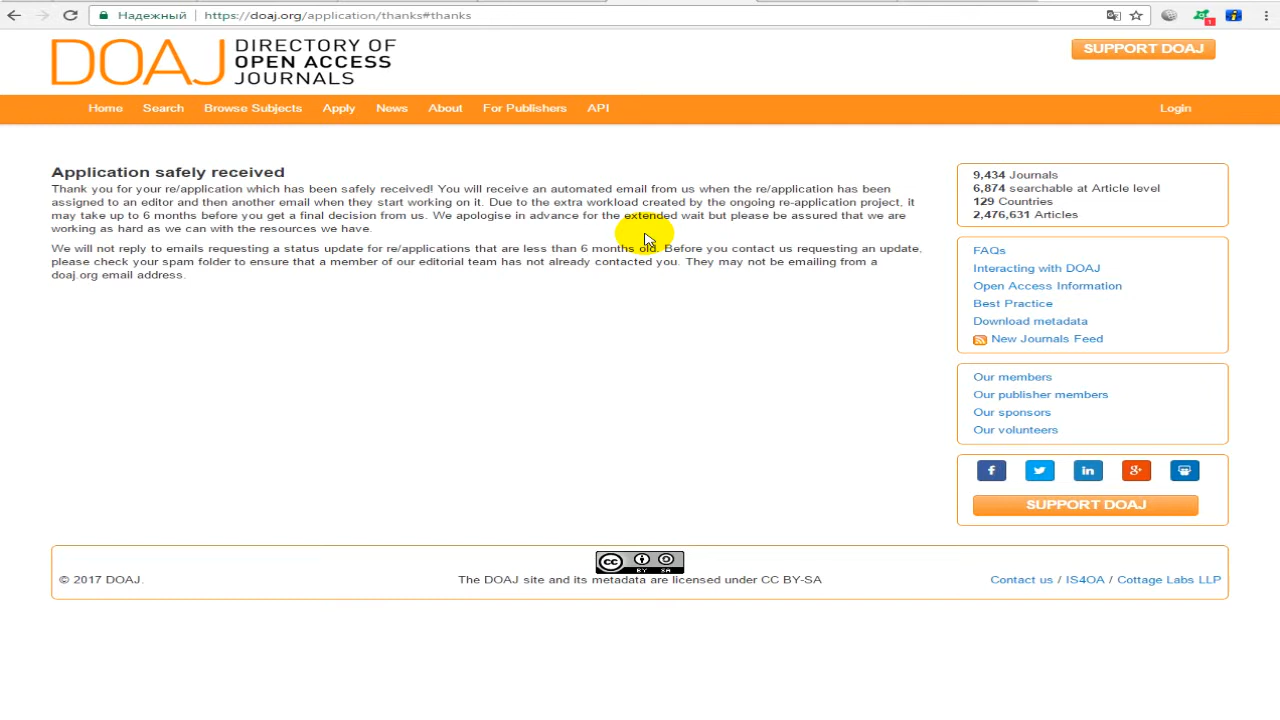 Надежный https://doaj.org/application/thanks#thanks
1
DOAJ DIRECTORY OF
OPEN ACCESS
JOURNALS
SUPPORT DOAJ
Home Search Browse Subjects Apply News About For Publishers API Login
Application safely received
Thank you for your re/application which has been safely received! You will receive an automated email from us when the re/application has been
assigned to an editor and then another email when they start working on it. Due to the extra workload created by the ongoing re-application project, it
may take up to 6 months before you get a final decision from us. We apologise in advance for the extended wait but please be assured that we are
working as hard as we can with the resources we have.
We will not reply to emails requesting a status update for re/applications that are less than 6 months old. Before you contact us requesting an update,
please check your spam folder to ensure that a member of our editorial team has not already contacted you. They may not be emailing from a
doaj.org email address.
9,434 Journals
6,874 searchable at Article level
129 Countries
2,476,631 Articles
FAQs
Interacting with DOAJ
Open Access Information
Best Practice
Download metadata
New Journals Feed
Our members
Our publisher members
Our sponsors
Our volunteers
SUPPORT DOAJ
cc BY SA
© 2017 DOAJ. The DOAJ site and its metadata are licensed under CC BY-SA Contact us / IS4OA / Cottage Labs LLP